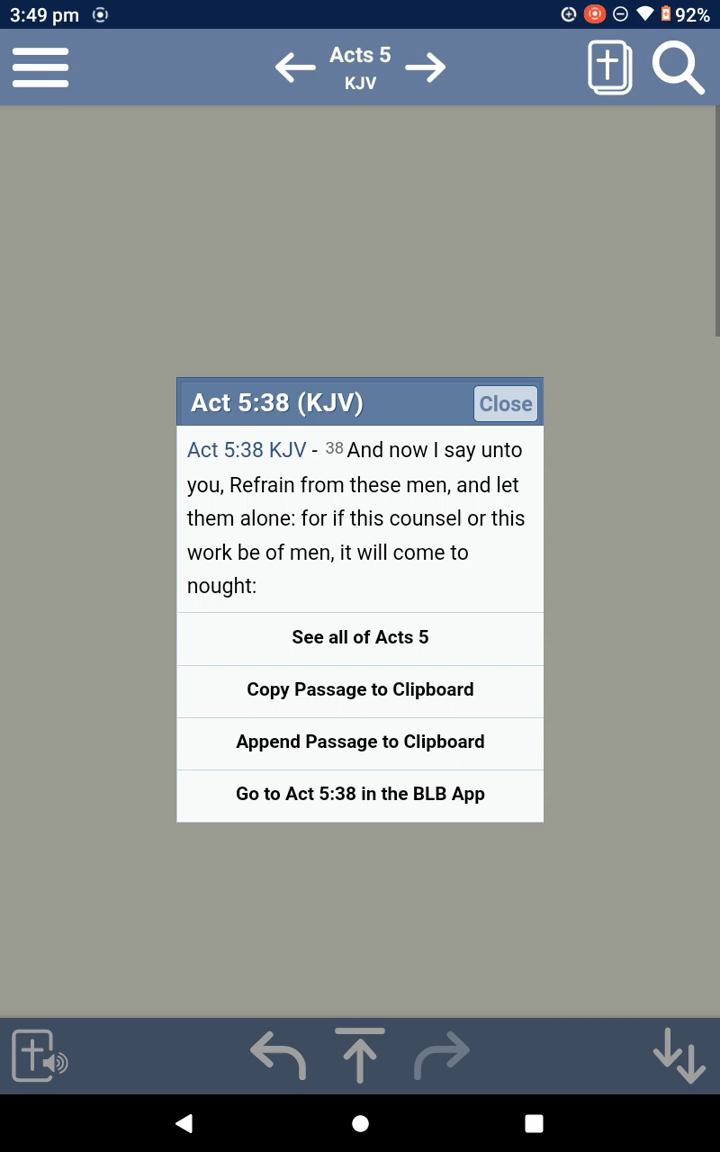 3:49 pm 92%
Acts 5
KJV
Act 5:38 (KJV) Close
Act 5:38 KJV - 38 And now I say unto
you, Refrain from these men, and let
them alone: for if this counsel or this
work be of men, it will come to
nought:
See all of Acts 5
Copy Passage to Clipboard
Append Passage to Clipboard
Go to Act 5:38 in the BLB App